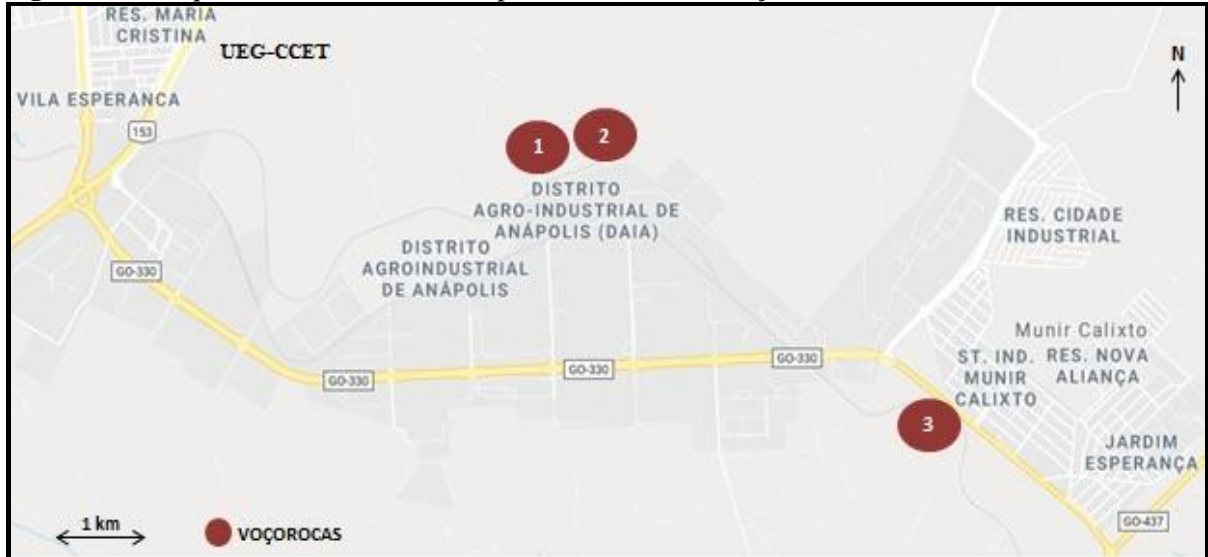 RES. MARIA
CRISTINA
UEG-CCET
N
VILA ESPERANCA
153
1
2
DISTRITO
AGRO-INDUSTRIAL DE
ANÁPOLIS (DAIA)
RES. CIDADE
INDUSTRIAL
DISTRITO
AGROINDUSTRIAL
DE ANÁPOLIS
GO-330
Munir Calixto
GO-330
GO-330
GO-330
ST. IND.
MUNIR
CALIXTO
RES. NOVA
ALIANÇA
3
JARDIM
ESPERANÇA
1 km
VOÇOROCAS
GO-437